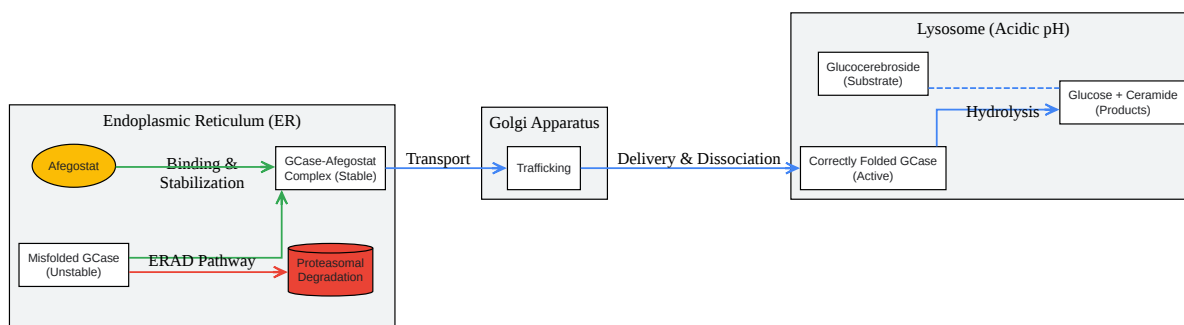 Endoplasmic Reticulum (ER)
Afegostat
Binding &
Stabilization
GCase-Afegostat
Complex (Stable)
Misfolded GCase
(Unstable)
ERAD Pathway
Proteasomal
Degradation
Transport
Golgi Apparatus
Trafficking
Delivery & Dissociation
Lysosome (Acidic pH)
Glucocerebroside
(Substrate)
Glucose + Ceramide
(Products)
Hydrolysis
Correctly Folded GCase
(Active)